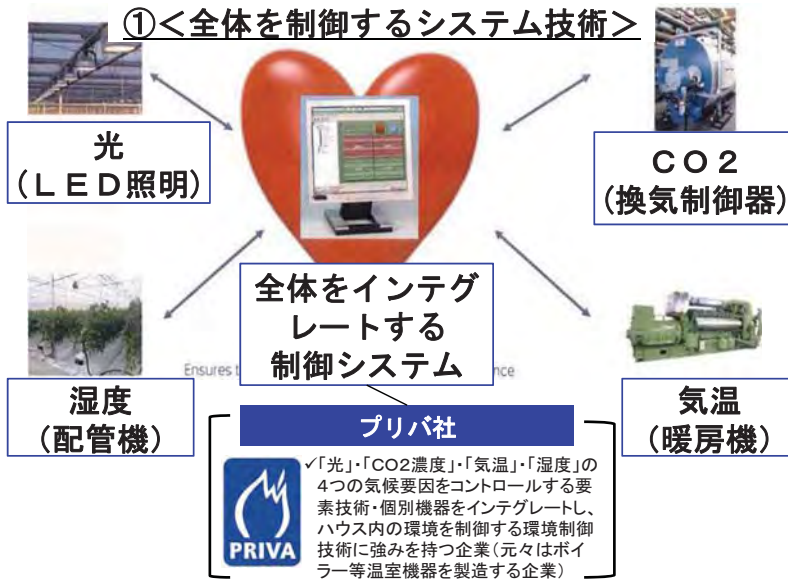 ①＜全体を制御するシステム技術＞
光
（ＬＥＤ照明）
ＣＯ２
（換気制御器）
全体をインテグ
レートする
制御システム
Ensures t
nce
湿度
（配管機）
気温
（暖房機）
プリバ社
✓「光」・「CO2濃度」・「気温」・「湿度」の
4つの気候要因をコントロールする要
素技術・個別機器をインテグレートし、
ハウス内の環境を制御する環境制御
技術に強みを持つ企業（元々はボイ
ラー等温室機器を製造する企業）
PRIVA